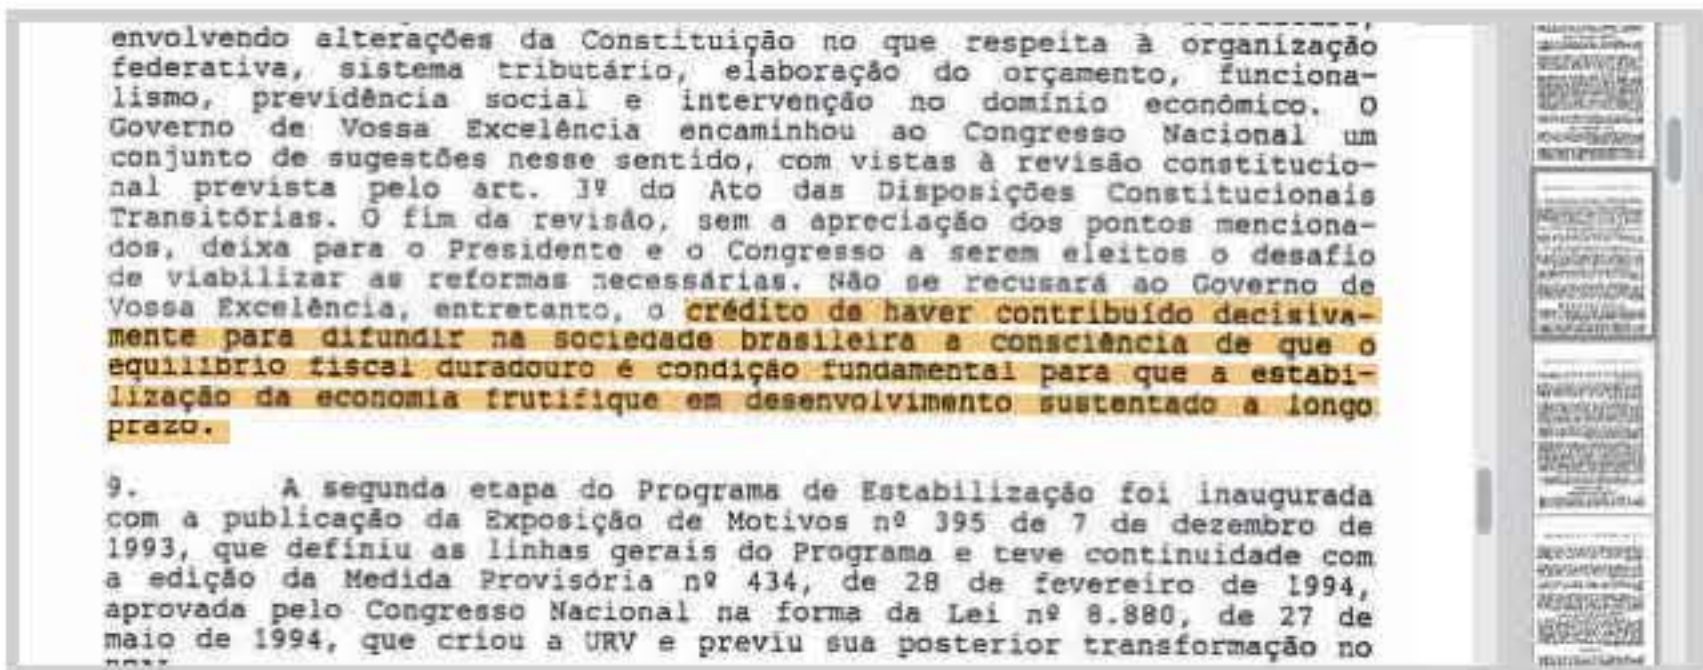 envolvendo alterações da Constituição no que respeita à organização
federativa, sistema tributário, elaboração do orçamento, funciona-
lismo, previdência social e intervenção no domínio econômico. O
Governo de Vossa Excelência encaminhou ao Congresso Nacional um
conjunto de sugestões nesse sentido, com vistas à revisão constitucio-
nal prevista pelo art. 3º do Ato das Disposições Constitucionais
Transitórias. O fim da revisão, sem a apreciação dos pontos menciona-
dos, deixa para o Presidente e o Congresso a serem eleitos o desafio
de viabilizar as reformas necessárias. Não se recusará ao Governo de
Vossa Excelência, entretanto, o crédito de haver contribuído decisiva-
mente para difundir na sociedade brasileira a consciência de que o
equilíbrio fiscal duradouro é condição fundamental para que a estabi-
lização da economia frutifique em desenvolvimento sustentado a longo
prazo.
9. A segunda etapa do Programa de Estabilização foi inaugurada
com a publicação da Exposição de Motivos nº 395 de 7 de dezembro de
1993, que definiu as linhas gerais do Programa e teve continuidade com
a edição da Medida Provisória nº 434, de 28 de fevereiro de 1994,
aprovada pelo Congresso Nacional na forma da Lei nº 8.880, de 27 de
maio de 1994, que criou a URV e previu sua posterior transformação no